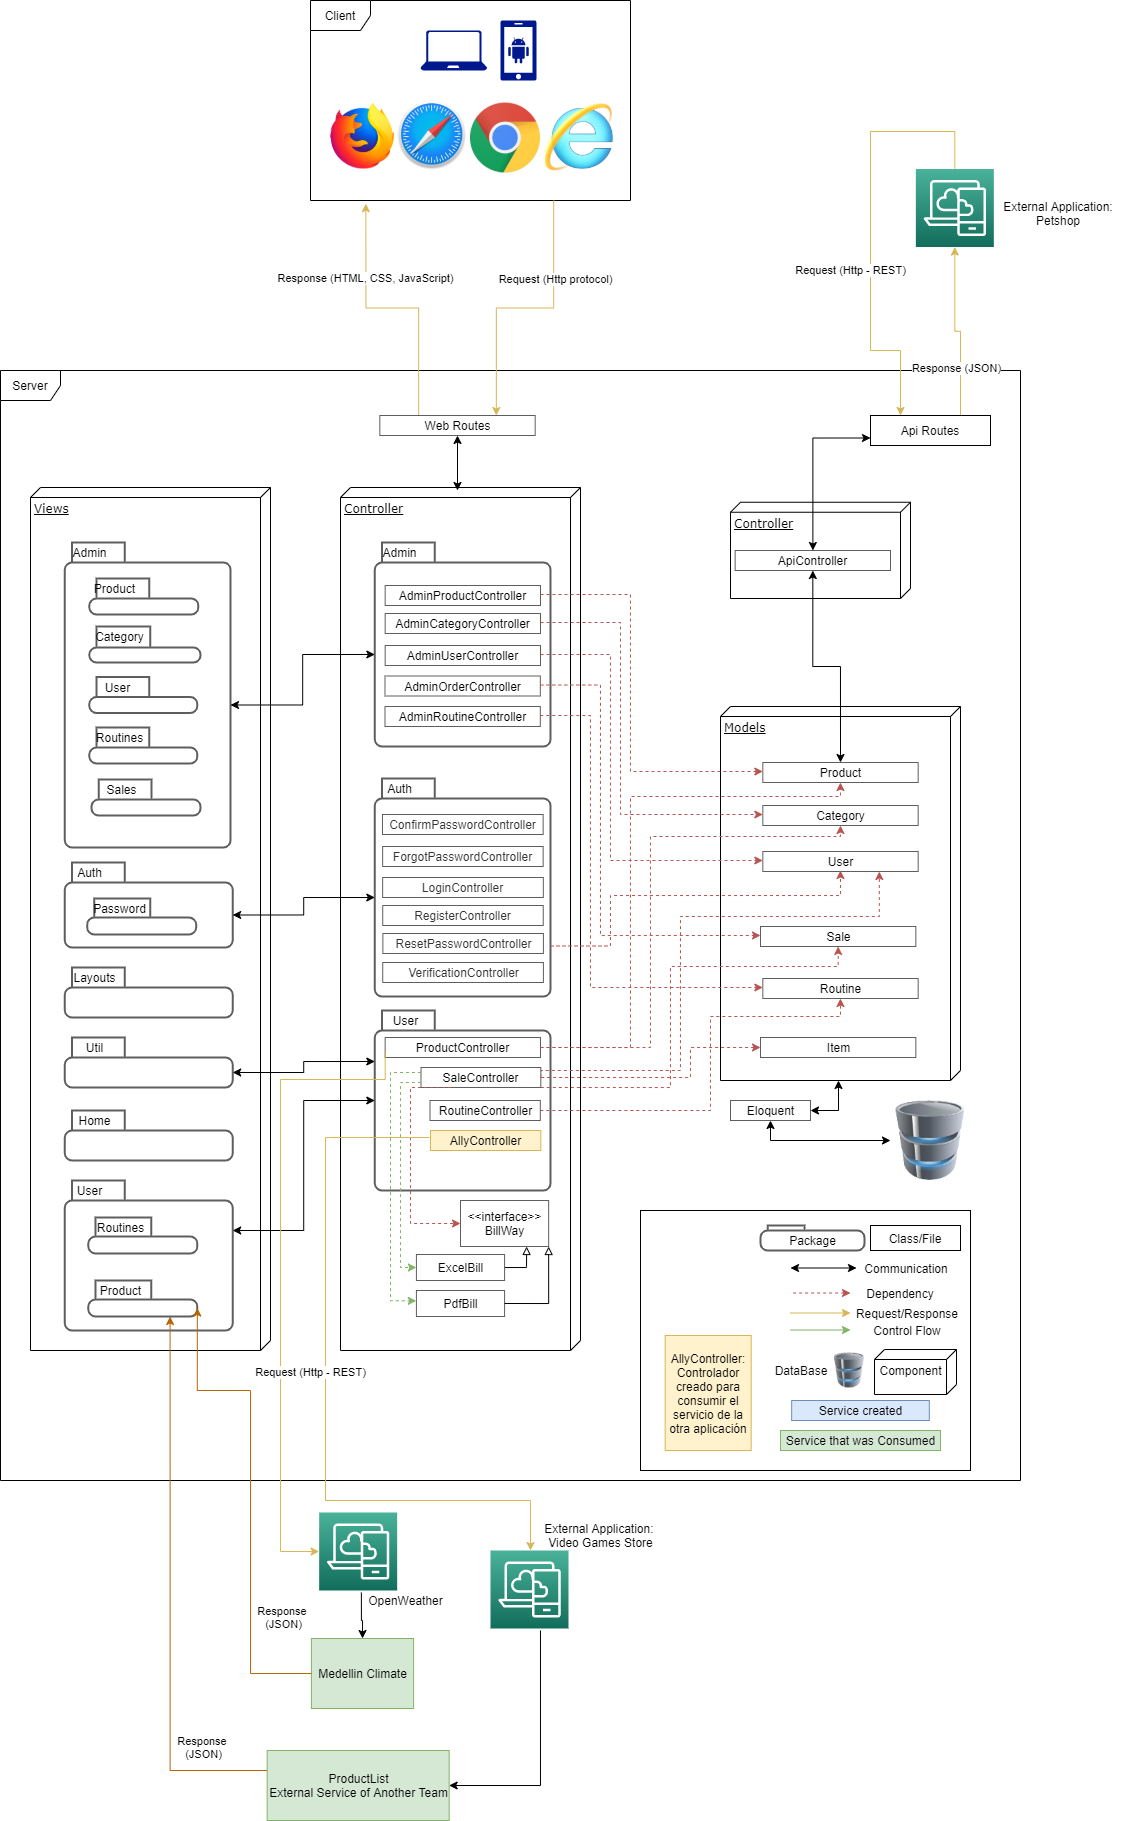 Client
External Application:
Petshop
Response (HTML, CSS, JavaScript)
Request (Http protocol)
Request (Http - REST)
Response (JSON)
Server
Web Routes
Api Routes
Views
Admin
Product
Category
User
Routines
Sales
Auth
Password
Layouts
Util
Home
User
Routines
Product
Controller
Admin
AdminProductController
AdminCategoryController
AdminUserController
AdminOrderController
AdminRoutineController
Auth
ConfirmPasswordController
ForgotPasswordController
LoginController
RegisterController
ResetPasswordController
VerificationController
User
ProductController
SaleController
RoutineController
AllyController
<<interface>>
BillWay
ExcelBill
PdfBill
Controller
ApiController
Models
Product
Category
User
Sale
Routine
Item
Eloquent
Package
Class/File
Communication
Dependency
Request/Response
Control Flow
DataBase
Component
Service created
Service that was Consumed
AllyController:
Controlador
creado para
consumir el
servicio de la
otra aplicación
Request (Http - REST)
External Application:
Video Games Store
OpenWeather
Response
(JSON)
Medellin Climate
Response
(JSON)
ProductList
External Service of Another Team